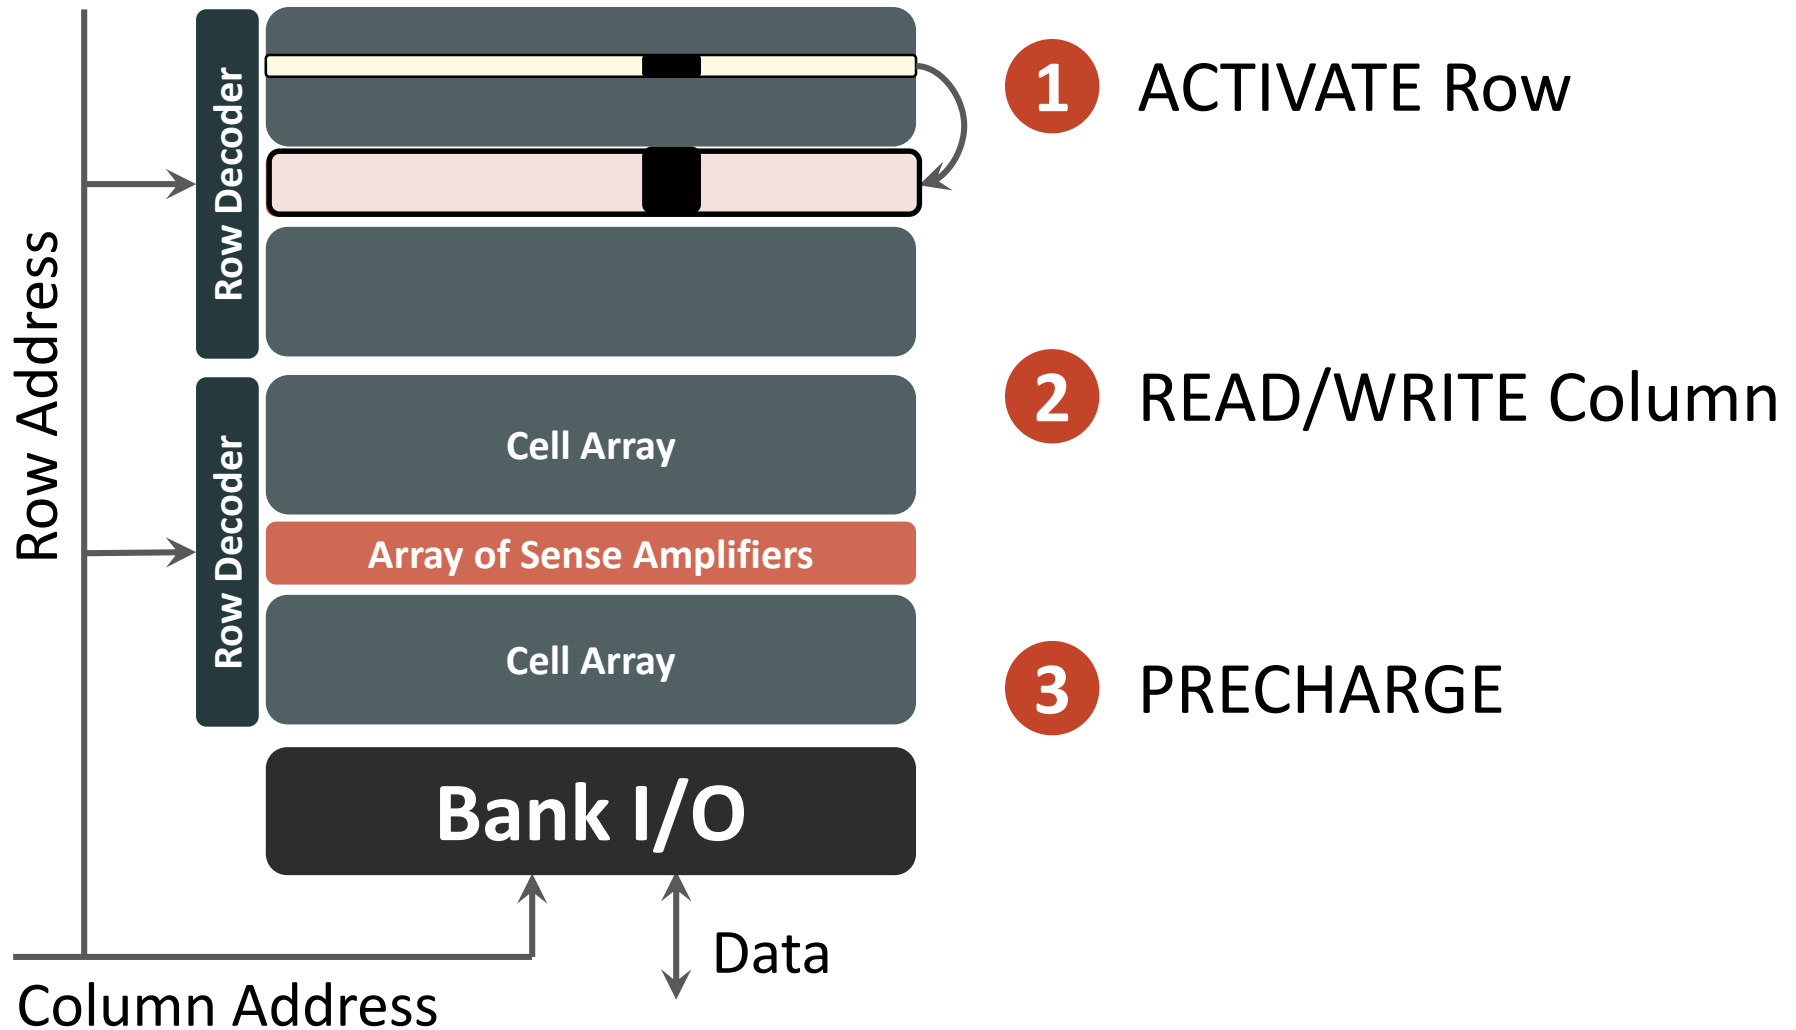 Row Address
Row Decoder
1 ACTIVATE Row
2 READ/WRITE Column
Row Decoder
Cell Array
Array of Sense Amplifiers
Cell Array
3 PRECHARGE
Bank I/O
Data
Column Address